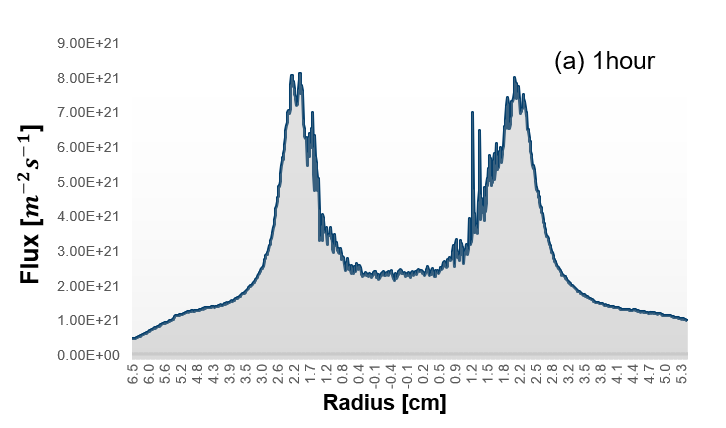 (a) 1hour
Flux [m⁻²s⁻¹]
9.00E+21
8.00E+21
7.00E+21
6.00E+21
5.00E+21
4.00E+21
3.00E+21
2.00E+21
1.00E+21
0.00E+00
6.5 6.0 5.6 5.2 4.8 4.3 3.9 3.5 3.0 2.6 2.2 1.7 1.2 0.8 0.4 -0.1 -0.4 -0.1 0.2 0.5 0.9 1.2 1.5 1.8 2.2 2.5 2.8 3.2 3.5 3.8 4.1 4.4 4.7 5.0 5.3
Radius [cm]